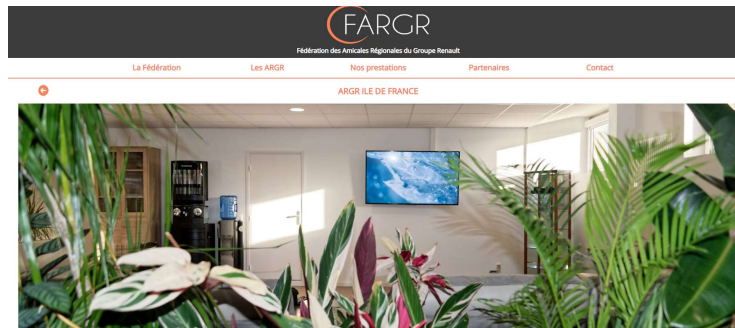 FARGR
Fédération des Amicales Régionales du Groupe Renault
La Fédération
Les ARGR
Nos prestations
Partenaires
Contact
ARGR ILE DE FRANCE